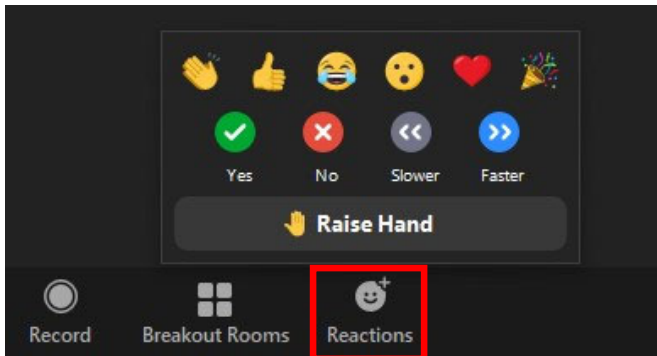 Yes No Slower Faster
Raise Hand
Record Breakout Rooms Reactions